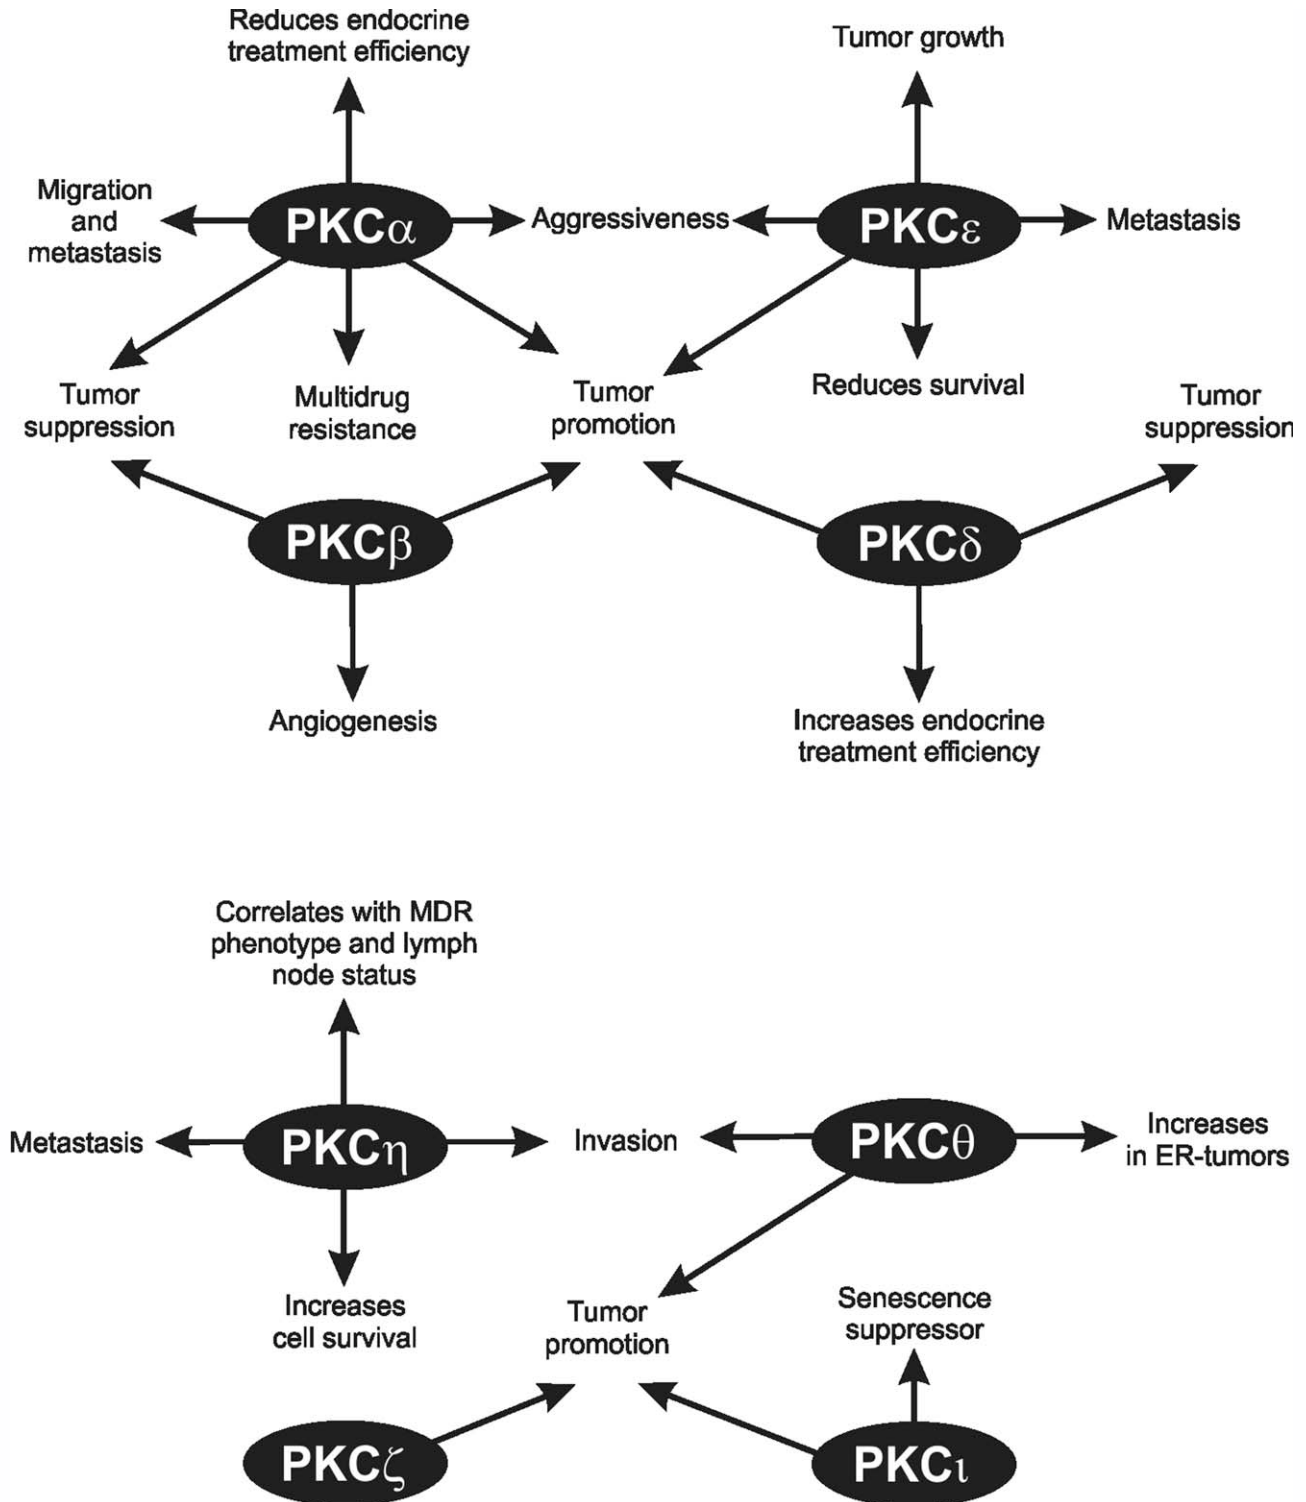 Reduces endocrine
treatment efficiency
Tumor growth
Migration
and
metastasis
PKCα
Aggressiveness
PKCε
Metastasis
Tumor
suppression
Multidrug
resistance
Tumor
promotion
Reduces survival
Tumor
suppression
PKCβ
PKCδ
Angiogenesis
Increases endocrine
treatment efficiency
Correlates with MDR
phenotype and lymph
node status
Metastasis
PKCη
Invasion
PKCθ
Increases
in ER-tumors
Increases
cell survival
Tumor
promotion
Senescence
suppressor
PKCζ
PKCι